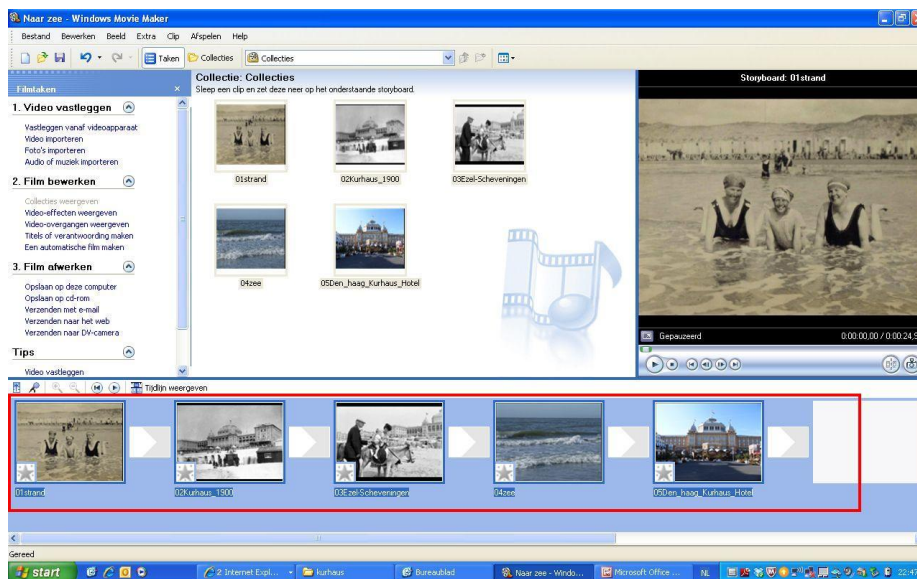 Naar zee - Windows Movie Maker
Bestand Bewerken Beeld Extra Clip Afspelen Help
Taken Collecties Collecties
Filmtaken
1. Video vastleggen
Vastleggen vanaf videoapparaat
Video importeren
Foto's importeren
Audio of muziek importeren
2. Film bewerken
Collecties weergeven
Video-effecten weergeven
Video-overgangen weergeven
Titels of verantwoording maken
Een automatische film maken
3. Film afwerken
Opslaan op deze computer
Opslaan op cd-rom
Verzenden met e-mail
Verzenden naar het web
Verzenden naar DV-camera
Tips
Video vastleggen
Collectie: Collecties
Sleep een clip en zet deze neer op het onderstaande storyboard.
01strand 02Kurhaus_1900 03Ezel-Scheveningen
04zee 05Den_haag_Kurhaus_Hotel
Storyboard: 01strand
Gepauzeerd 0:00:00,00 / 0:00:24,5
Tijdlijn weergeven
01strand 02Kurhaus_1900 03Ezel-Scheveningen 04zee 05Den_haag_Kurhaus_Hotel
Gereed
start 2 Internet Expl... kurhaus Bureaublad Naar zee - Windo... Microsoft Office ... NL 22:47